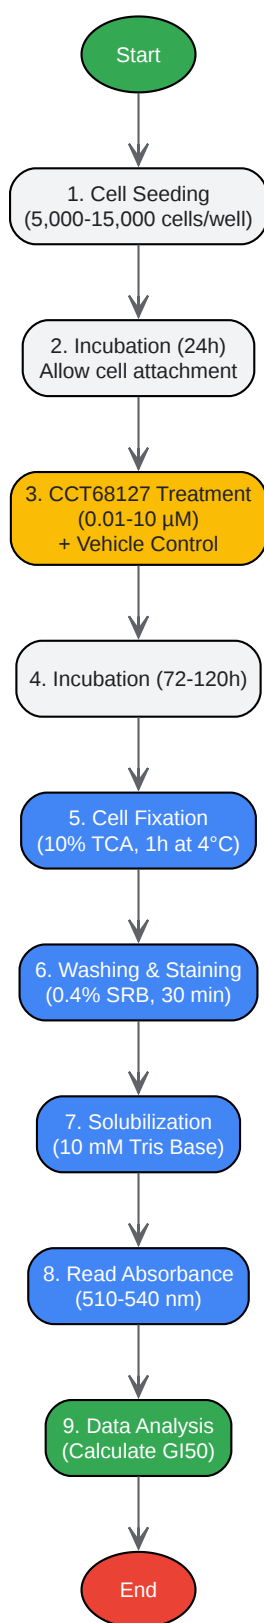 Start
1. Cell Seeding
(5,000-15,000 cells/well)
2. Incubation (24h)
Allow cell attachment
3. CCT68127 Treatment
(0.01-10 µM)
+ Vehicle Control
4. Incubation (72-120h)
5. Cell Fixation
(10% TCA, 1h at 4°C)
6. Washing & Staining
(0.4% SRB, 30 min)
7. Solubilization
(10 mM Tris Base)
8. Read Absorbance
(510-540 nm)
9. Data Analysis
(Calculate GI50)
End